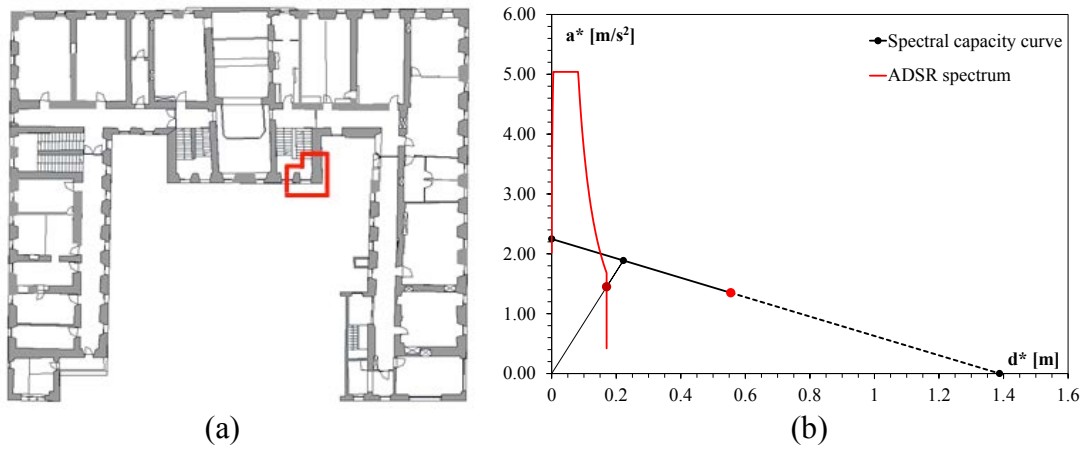 6.00
a* [m/s²]
Spectral capacity curve
ADSR spectrum
5.00
4.00
3.00
2.00
1.00
d* [m]
0.00
0 0.2 0.4 0.6 0.8 1 1.2 1.4 1.6
(a) (b)